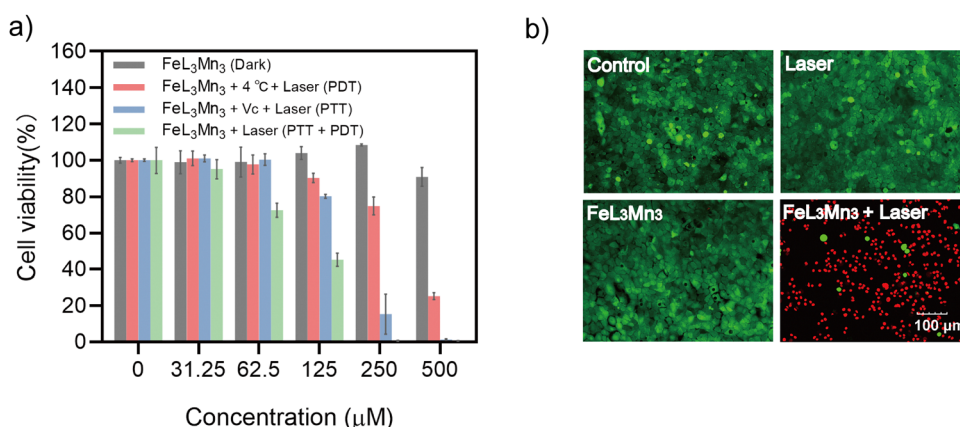 a)
160
140
120
100
80
60
40
20
0
Cell viability(%)
FeL₃Mn₃ (Dark)
FeL₃Mn₃ + 4 ℃ + Laser (PDT)
FeL₃Mn₃ + Vc + Laser (PTT)
FeL₃Mn₃ + Laser (PTT + PDT)
0 31.25 62.5 125 250 500
Concentration (μM)
b)
Control
Laser
FeL₃Mn₃
FeL₃Mn₃ + Laser
100 μm